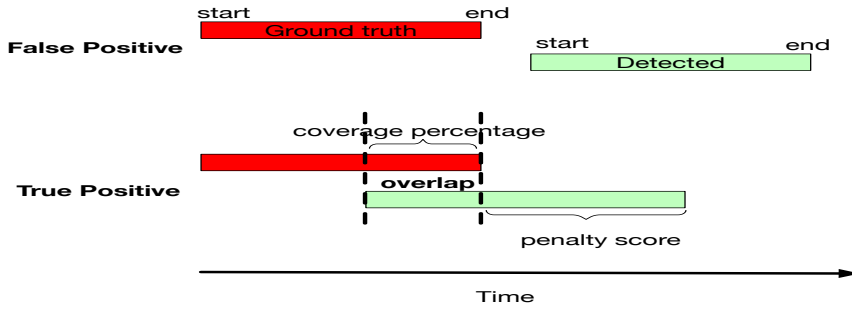 start
end
False Positive
Ground truth
start
end
Detected
coverage percentage
True Positive
overlap
penalty score
Time